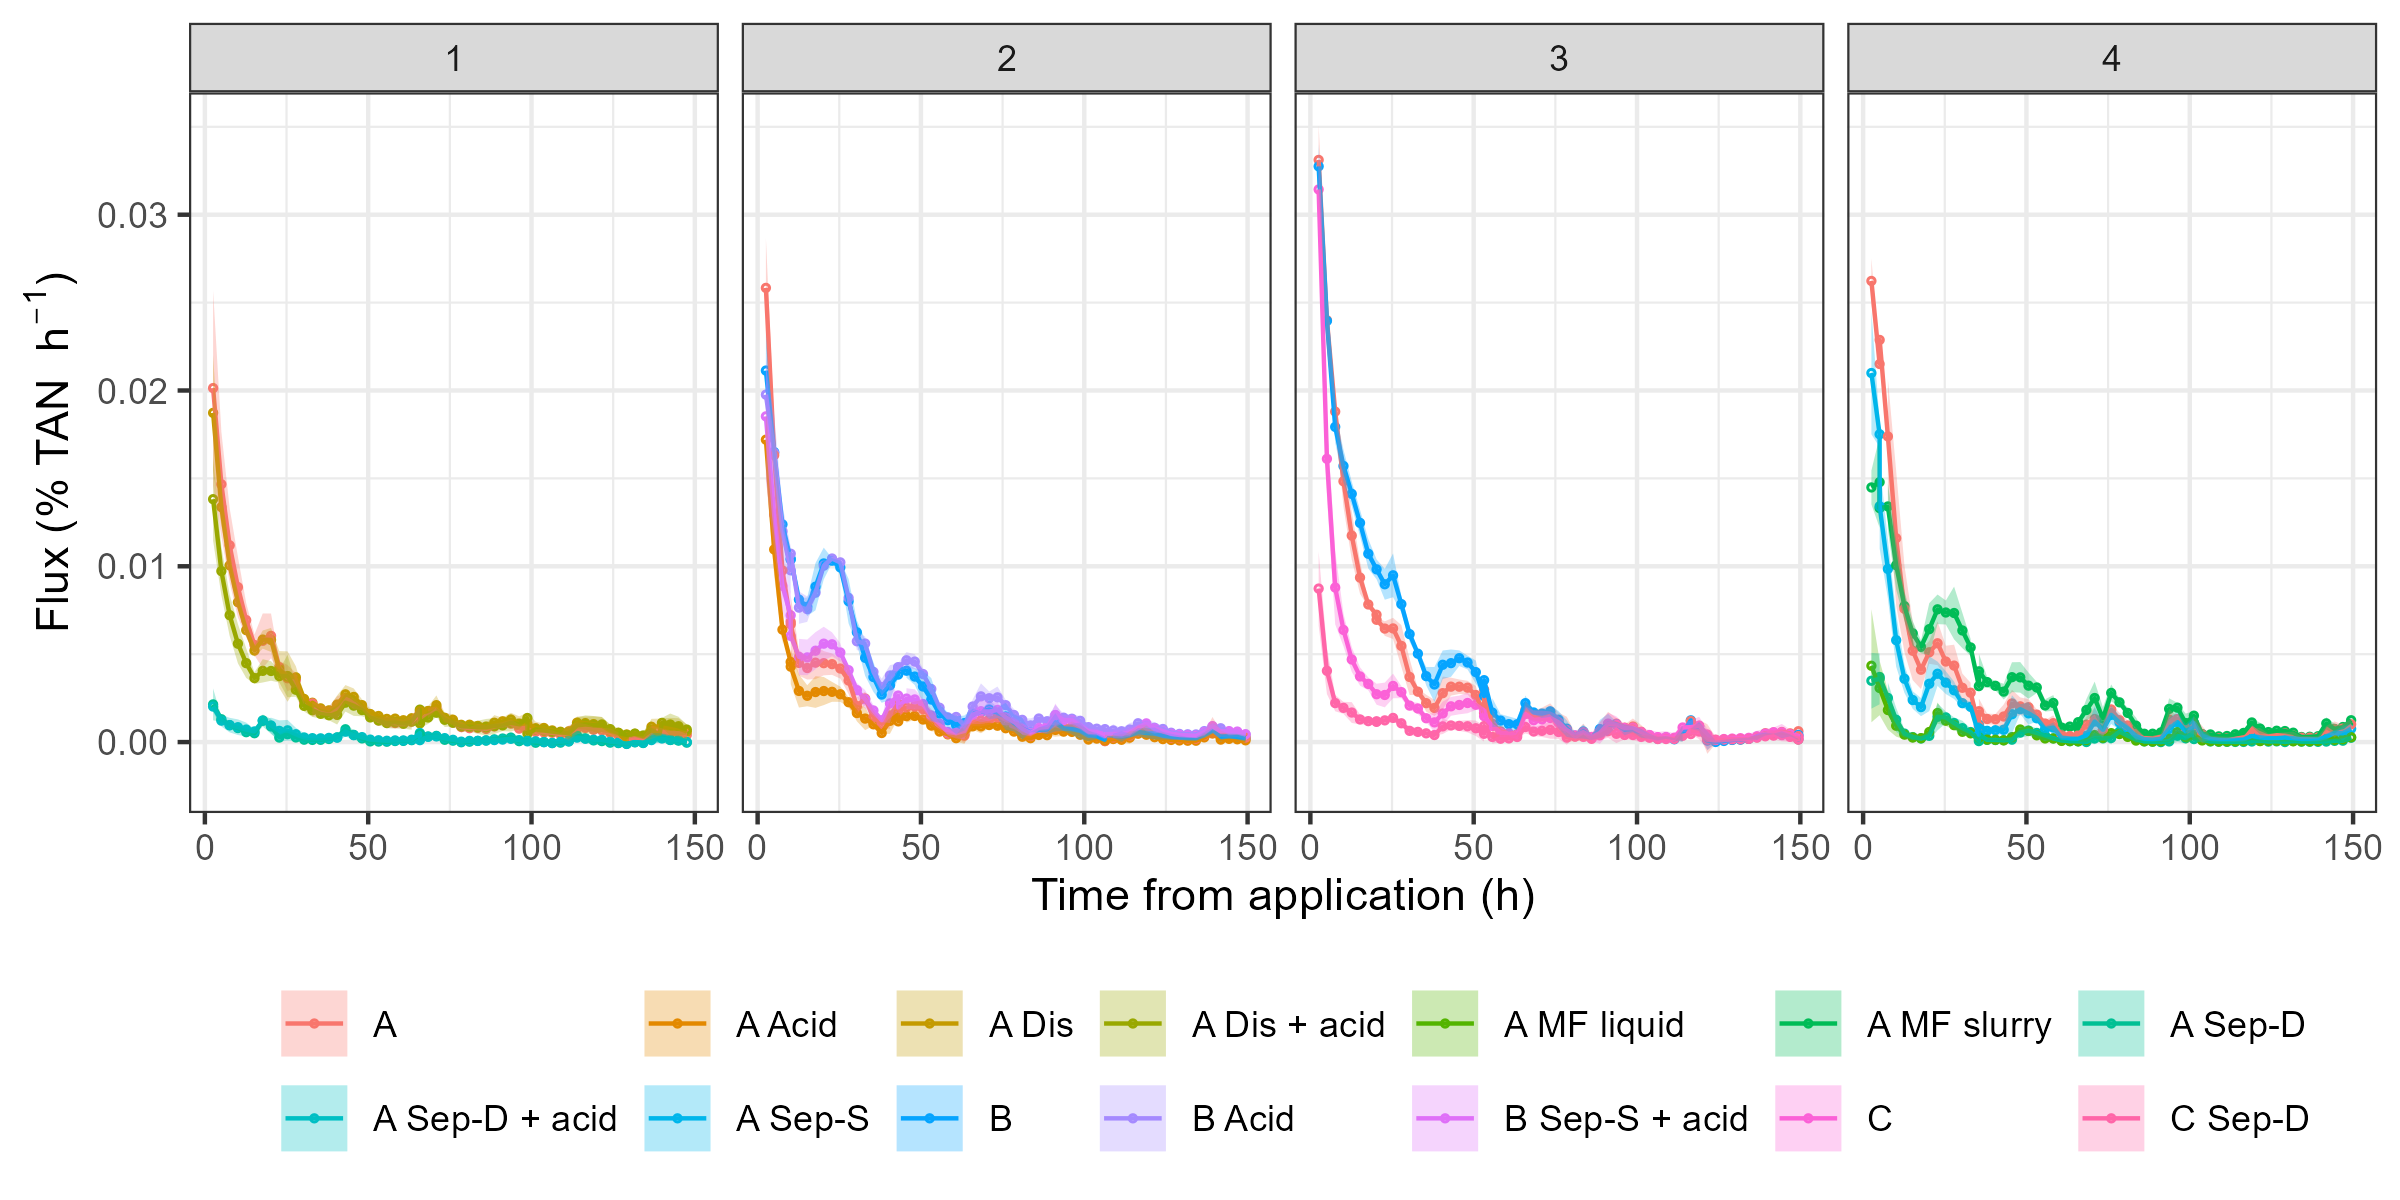 1 2 3 4
Flux (% TAN h⁻¹)
0.03
0.02
0.01
0.00
0 50 100 150 0 50 100 150 0 50 100 150 0 50 100 150
Time from application (h)
A A Acid A Dis A Dis + acid A MF liquid A MF slurry A Sep-D
A Sep-D + acid A Sep-S B B Acid B Sep-S + acid C C Sep-D